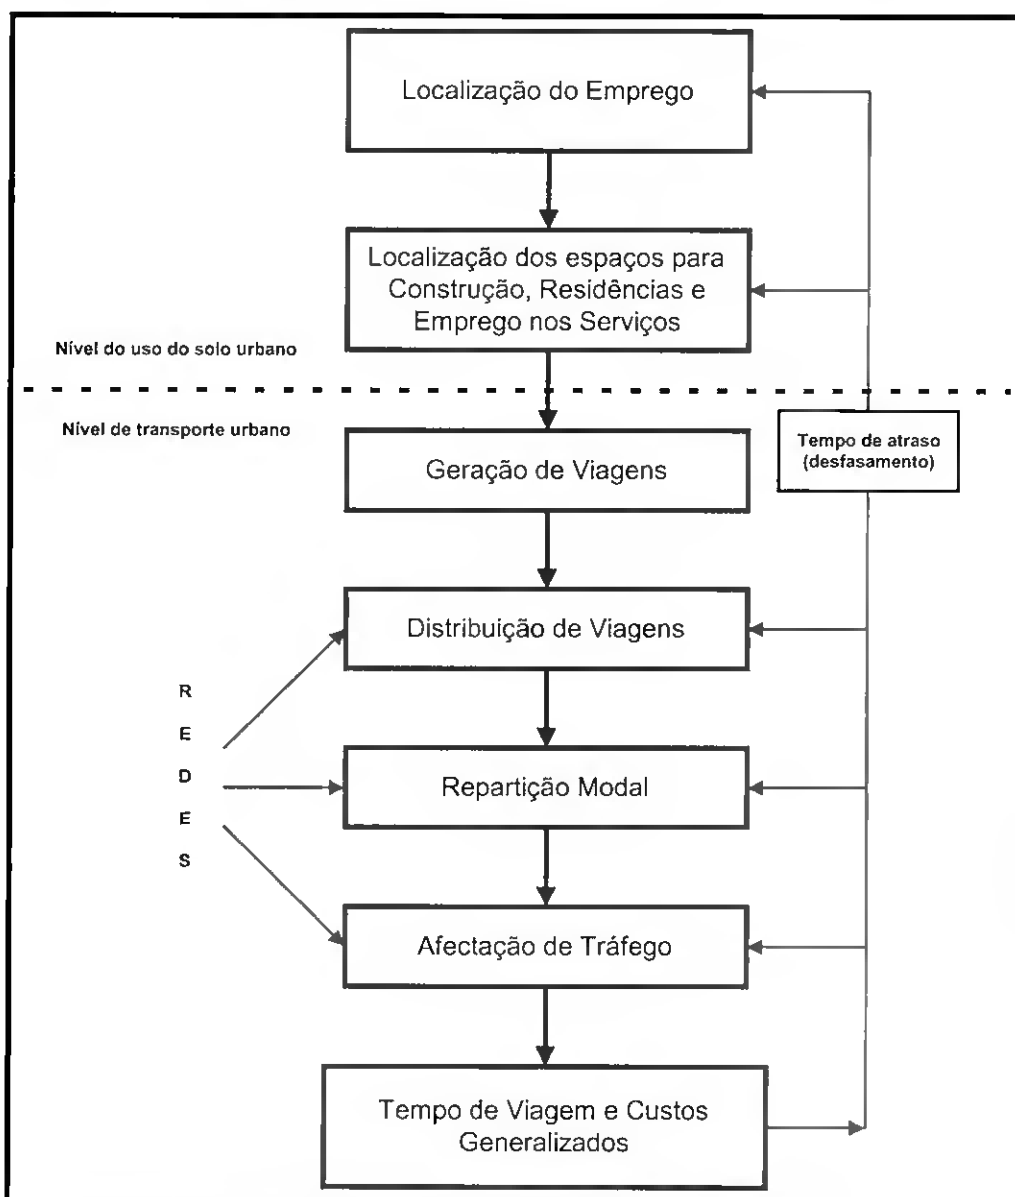 Localização do Emprego
Localização dos espaços para
Construção, Residências e
Emprego nos Serviços
Nível do uso do solo urbano
Nível de transporte urbano
Tempo de atraso
(desfasamento)
Geração de Viagens
Distribuição de Viagens
R
E
D
E
S
Repartição Modal
Afectação de Tráfego
Tempo de Viagem e Custos
Generalizados